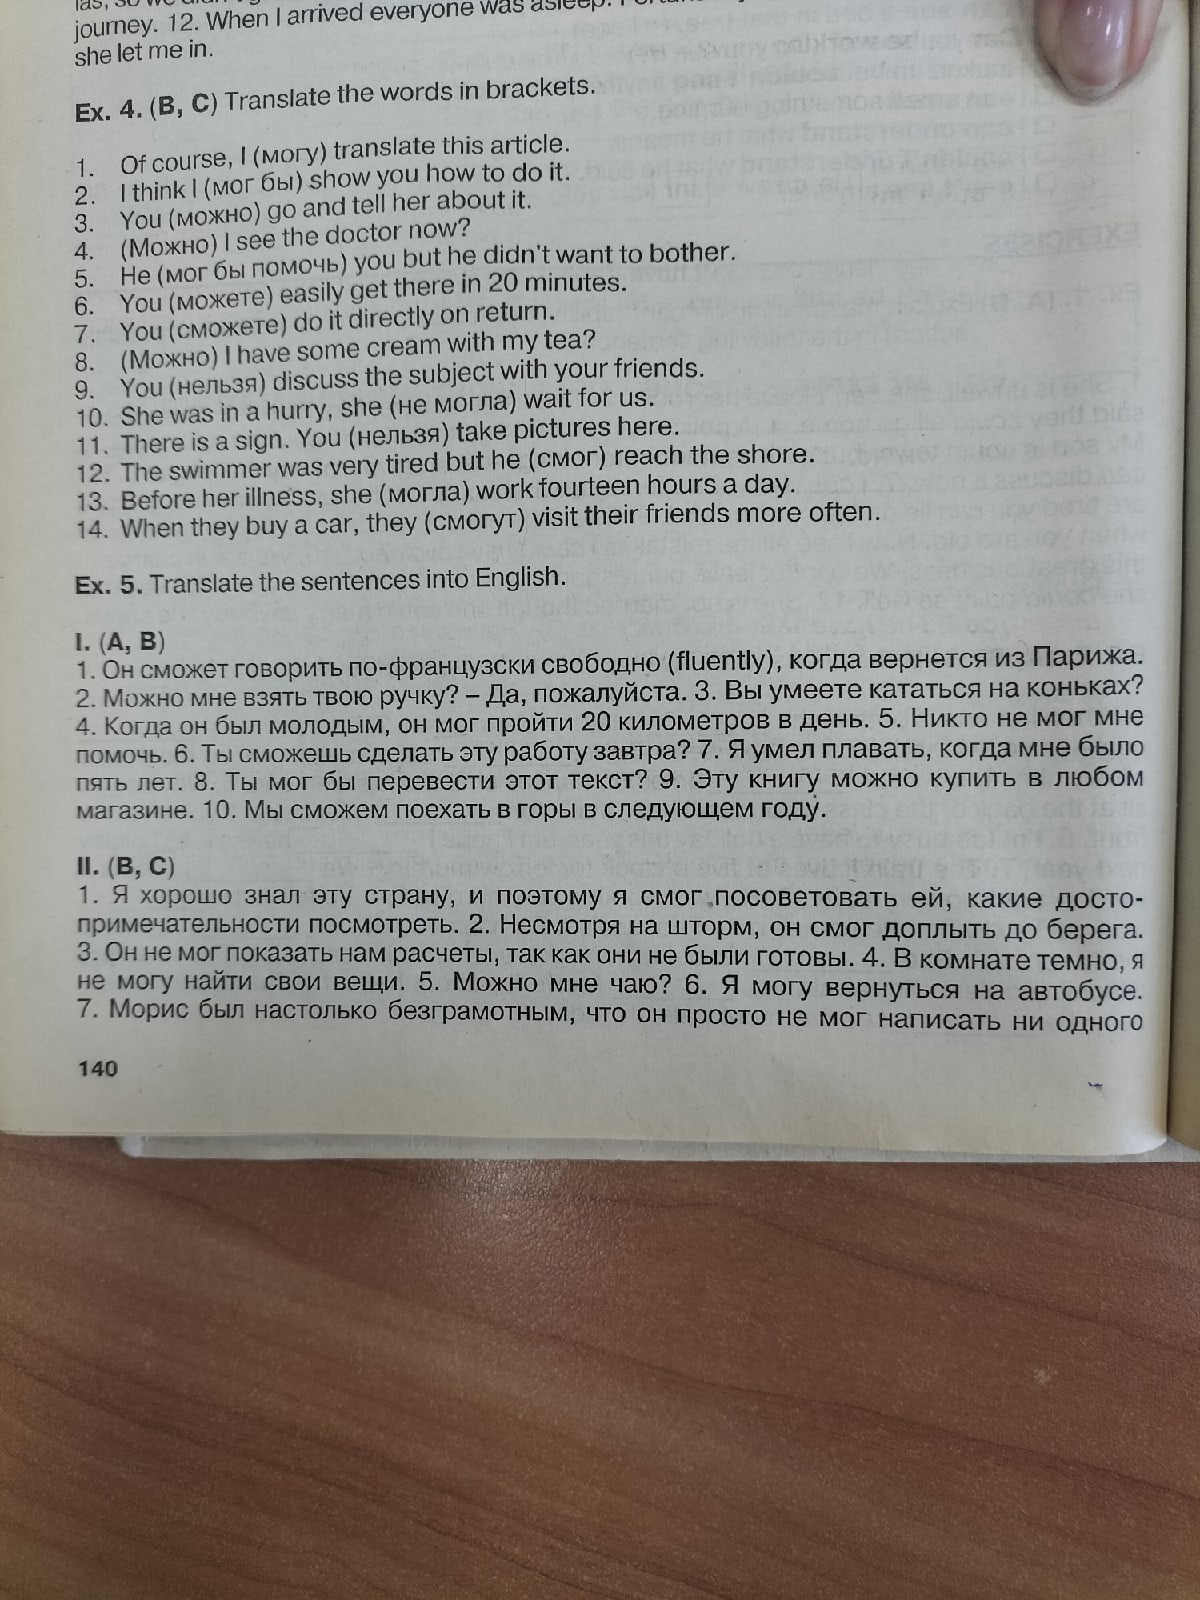 journey. 12. When I arrived everyone was asleep.
she let me in.
Ex. 4. (B, C) Translate the words in brackets.
1. Of course, I (могу) translate this article.
2. I think I (мог бы) show you how to do it.
3. You (можно) go and tell her about it.
4. (Можно) I see the doctor now?
5. He (мог бы помочь) you but he didn't want to bother.
6. You (можете) easily get there in 20 minutes.
7. You (сможете) do it directly on return.
8. (Можно) I have some cream with my tea?
9. You (нельзя) discuss the subject with your friends.
10. She was in a hurry, she (не могла) wait for us.
11. There is a sign. You (нельзя) take pictures here.
12. The swimmer was very tired but he (смог) reach the shore.
13. Before her illness, she (могла) work fourteen hours a day.
14. When they buy a car, they (смогут) visit their friends more often.
Ex. 5. Translate the sentences into English.
I. (A, B)
1. Он сможет говорить по-французски свободно (fluently), когда вернется из Парижа.
2. Можно мне взять твою ручку? – Да, пожалуйста. 3. Вы умеете кататься на коньках?
4. Когда он был молодым, он мог пройти 20 километров в день. 5. Никто не мог мне
помочь. 6. Ты сможешь сделать эту работу завтра? 7. Я умел плавать, когда мне было
пять лет. 8. Ты мог бы перевести этот текст? 9. Эту книгу можно купить в любом
магазине. 10. Мы сможем поехать в горы в следующем году.
II. (B, C)
1. Я хорошо знал эту страну, и поэтому я смог посоветовать ей, какие досто-
примечательности посмотреть. 2. Несмотря на шторм, он смог доплыть до берега.
3. Он не мог показать нам расчеты, так как они не были готовы. 4. В комнате темно, я
не могу найти свои вещи. 5. Можно мне чаю? 6. Я могу вернуться на автобусе.
7. Морис был настолько безграмотным, что он просто не мог написать ни одного
140